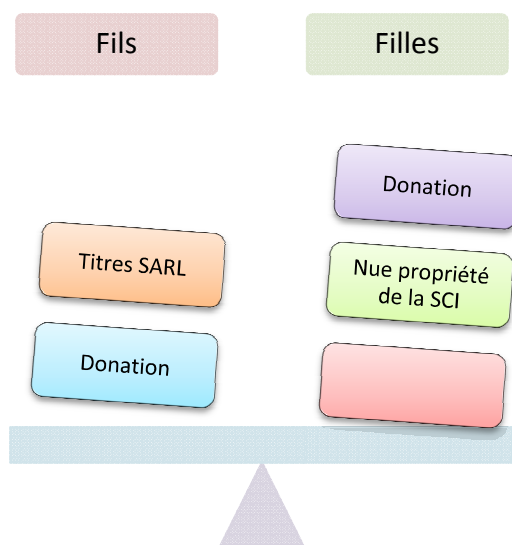 Fils
Filles
Donation
Titres SARL
Nue propriété
de la SCI
Donation